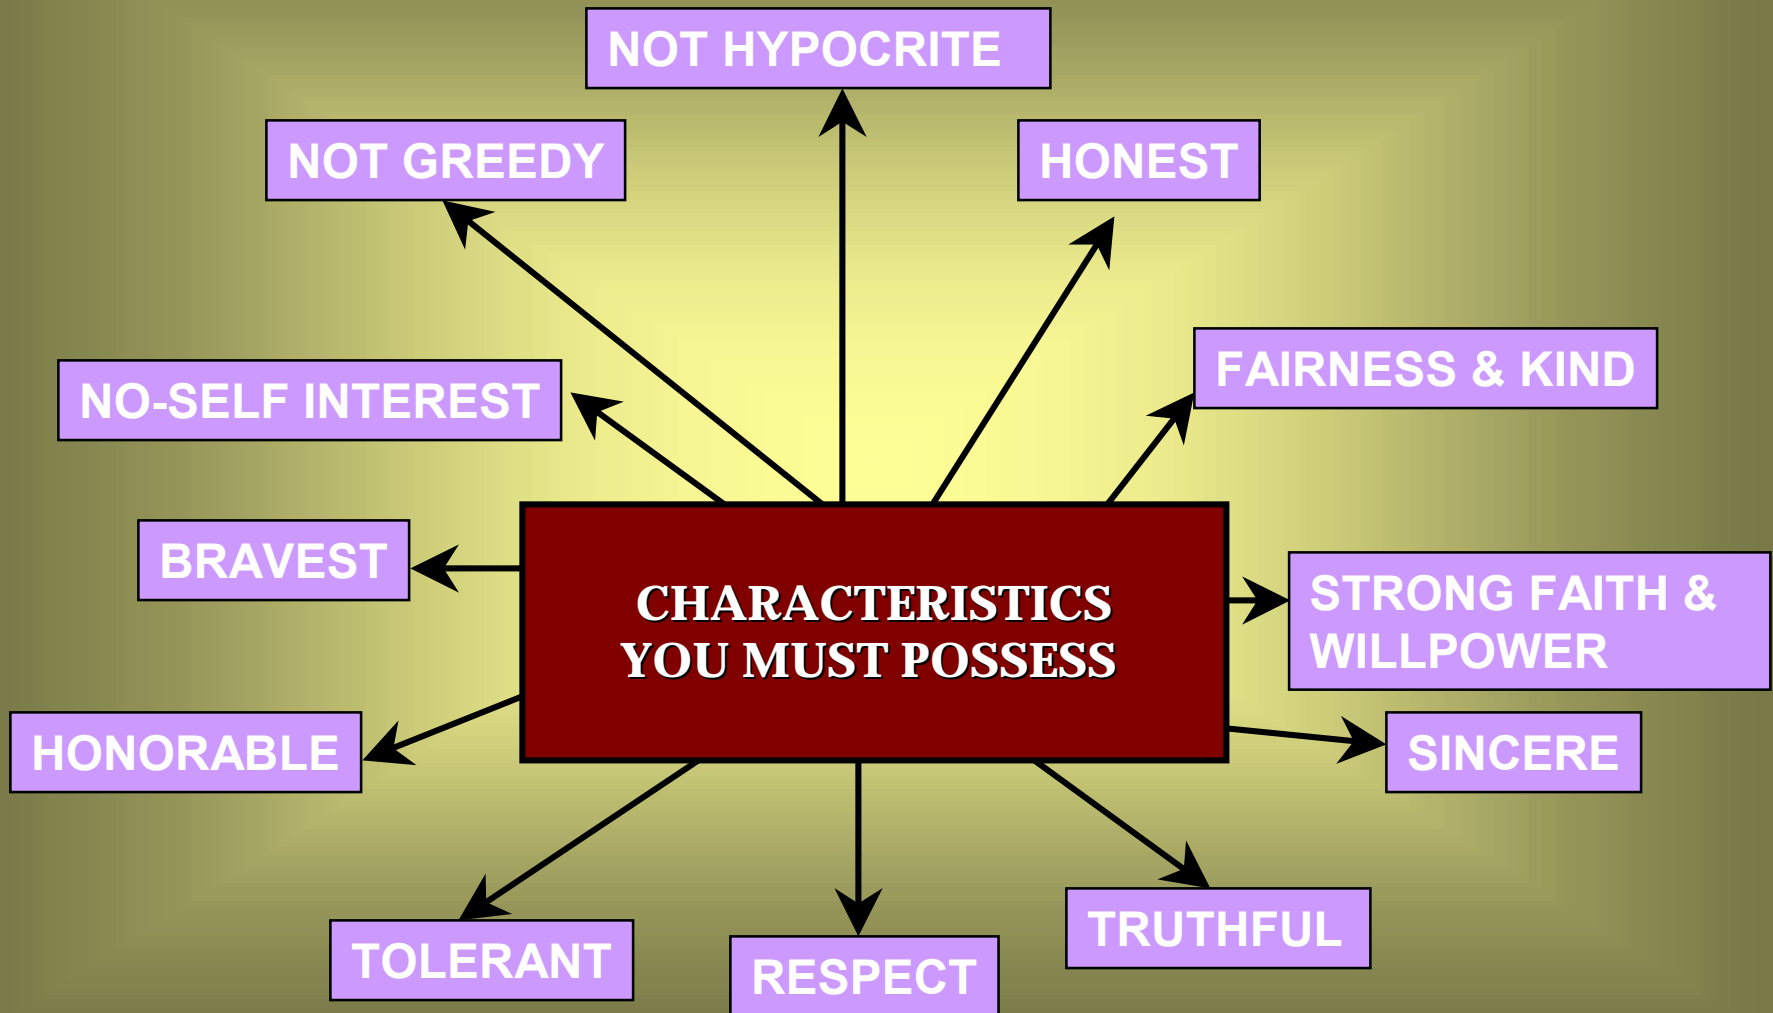 NOT HYPOCRITE
NOT GREEDY
HONEST
FAIRNESS & KIND
NO-SELF INTEREST
BRAVEST
STRONG FAITH &
WILLPOWER
CHARACTERISTICS
YOU MUST POSSESS
HONORABLE
SINCERE
TOLERANT
RESPECT
TRUTHFUL